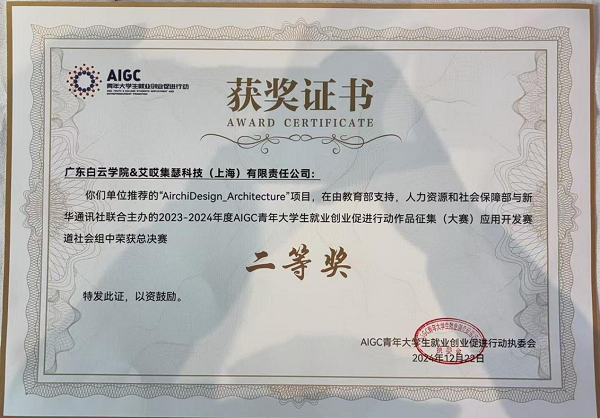 AIGC
青年大学生就业创业促进行动
获奖证书
AWARD CERTIFICATE
广东白云学院&艾哎集瑟科技（上海）有限责任公司：
你们单位推荐的“AirchiDesign_Architecture”项目，在由教育部支持，人力资源和社会保障部与新
华通讯社联合主办的2023-2024年度AIGC青年大学生就业创业促进行动作品征集（大赛）应用开发赛
道社会组中荣获总决赛
二等奖
特发此证，以资鼓励。
AIGC青年大学生就业创业促进行动执委会
2024年12月22日